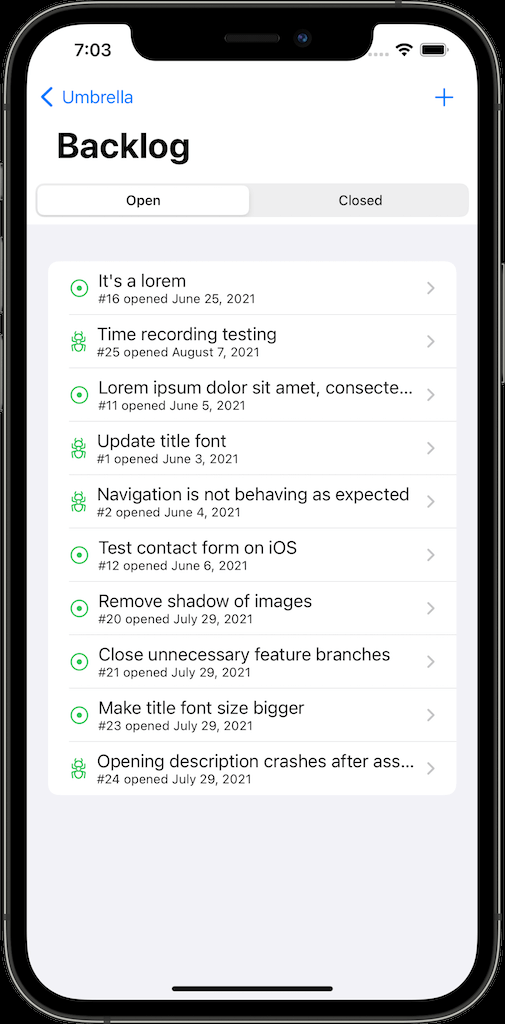 7:03
Umbrella
Backlog
Open
Closed
It's a lorem
#16 opened June 25, 2021
Time recording testing
#25 opened August 7, 2021
Lorem ipsum dolor sit amet, consecte...
#11 opened June 5, 2021
Update title font
#1 opened June 3, 2021
Navigation is not behaving as expected
#2 opened June 4, 2021
Test contact form on iOS
#12 opened June 6, 2021
Remove shadow of images
#20 opened July 29, 2021
Close unnecessary feature branches
#21 opened July 29, 2021
Make title font size bigger
#23 opened July 29, 2021
Opening description crashes after ass...
#24 opened July 29, 2021